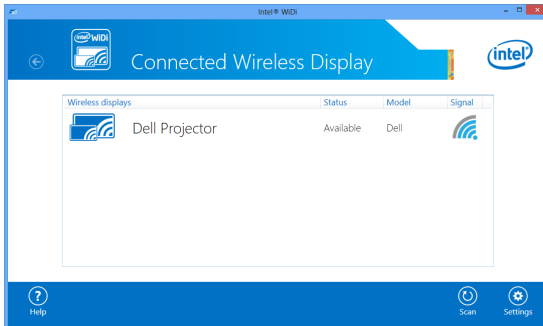 Intel® WiDi
intel WiDi
Connected Wireless Display
intel
Wireless displays Status Model Signal
Dell Projector Available Dell
Help Scan Settings